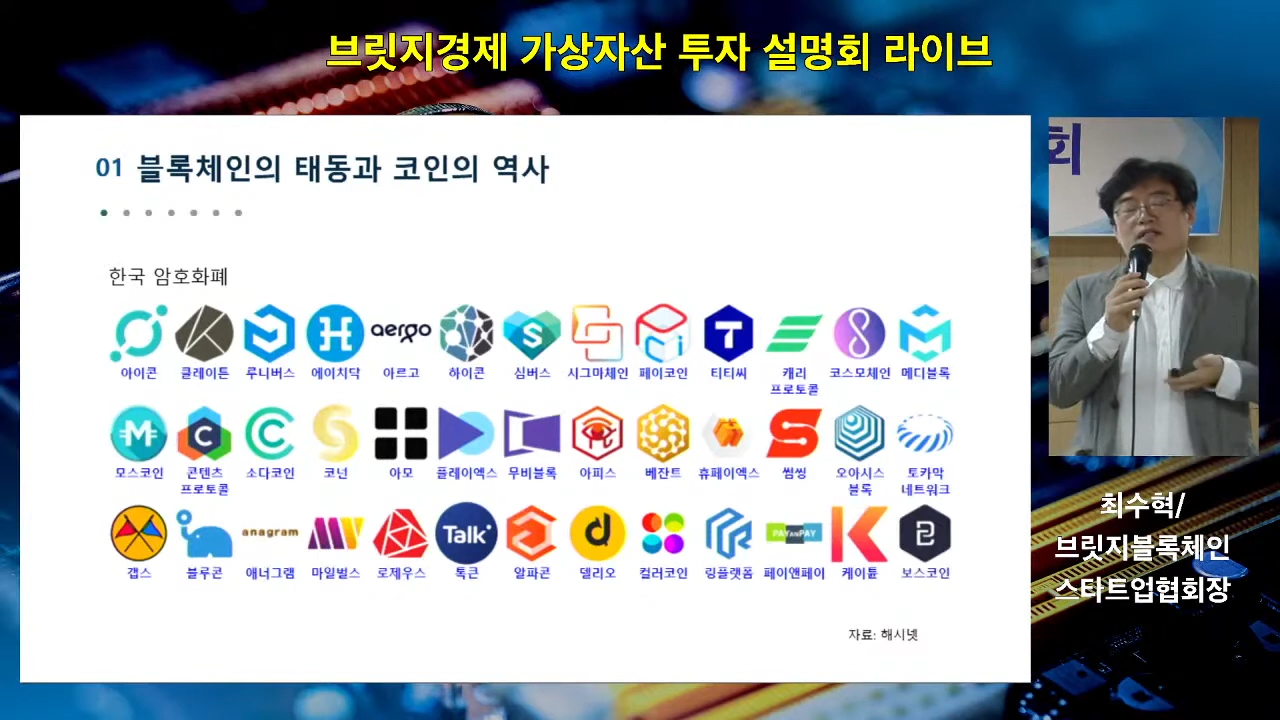 브릿지경제 가상자산 투자 설명회 라이브
회
01 블록체인의 태동과 코인의 역사
한국 암호화폐
aergo
아이콘 클레이튼 루니버스 에이치닥 아르고 하이콘 심버스 시그마체인 페이코인 티티씨 캐리 프로토콜 코스모체인 메디블록
모스코인 콘텐츠 프로토콜 소다코인 코넌 아모 플레이엑스 무비블록 아피스 베잔트 휴페이엑스 썸씽 오아시스 블록 토카막 네트워크
anagram
Talk
PAYANPAY
갭스 블루콘 애너그램 마일벌스 로제우스 톡콘 알파콘 델리오 컬러코인 링플랫폼 페이앤페이 케이튠 보스코인
자료: 해시넷
최수혁/
브릿지블록체인
스타트업협회장